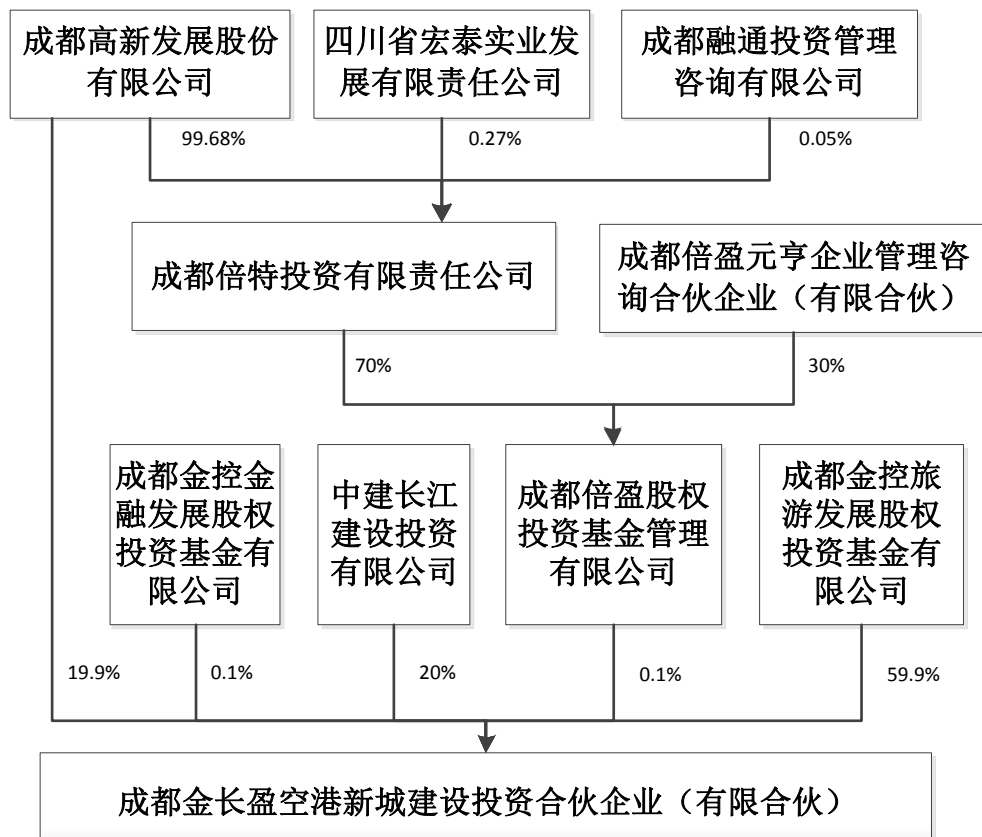 成都高新发展股份
有限公司
四川省宏泰实业发
展有限责任公司
成都融通投资管理
咨询有限公司
99.68%
0.27%
0.05%
成都倍特投资有限责任公司
成都倍盈元亨企业管理咨
询合伙企业（有限合伙）
70%
30%
成都金控金
融发展股权
投资基金有
限公司
中建长江
建设投资
有限公司
成都倍盈股权
投资基金管理
有限公司
成都金控旅
游发展股权
投资基金有
限公司
19.9%
0.1%
20%
0.1%
59.9%
成都金长盈空港新城建设投资合伙企业（有限合伙）